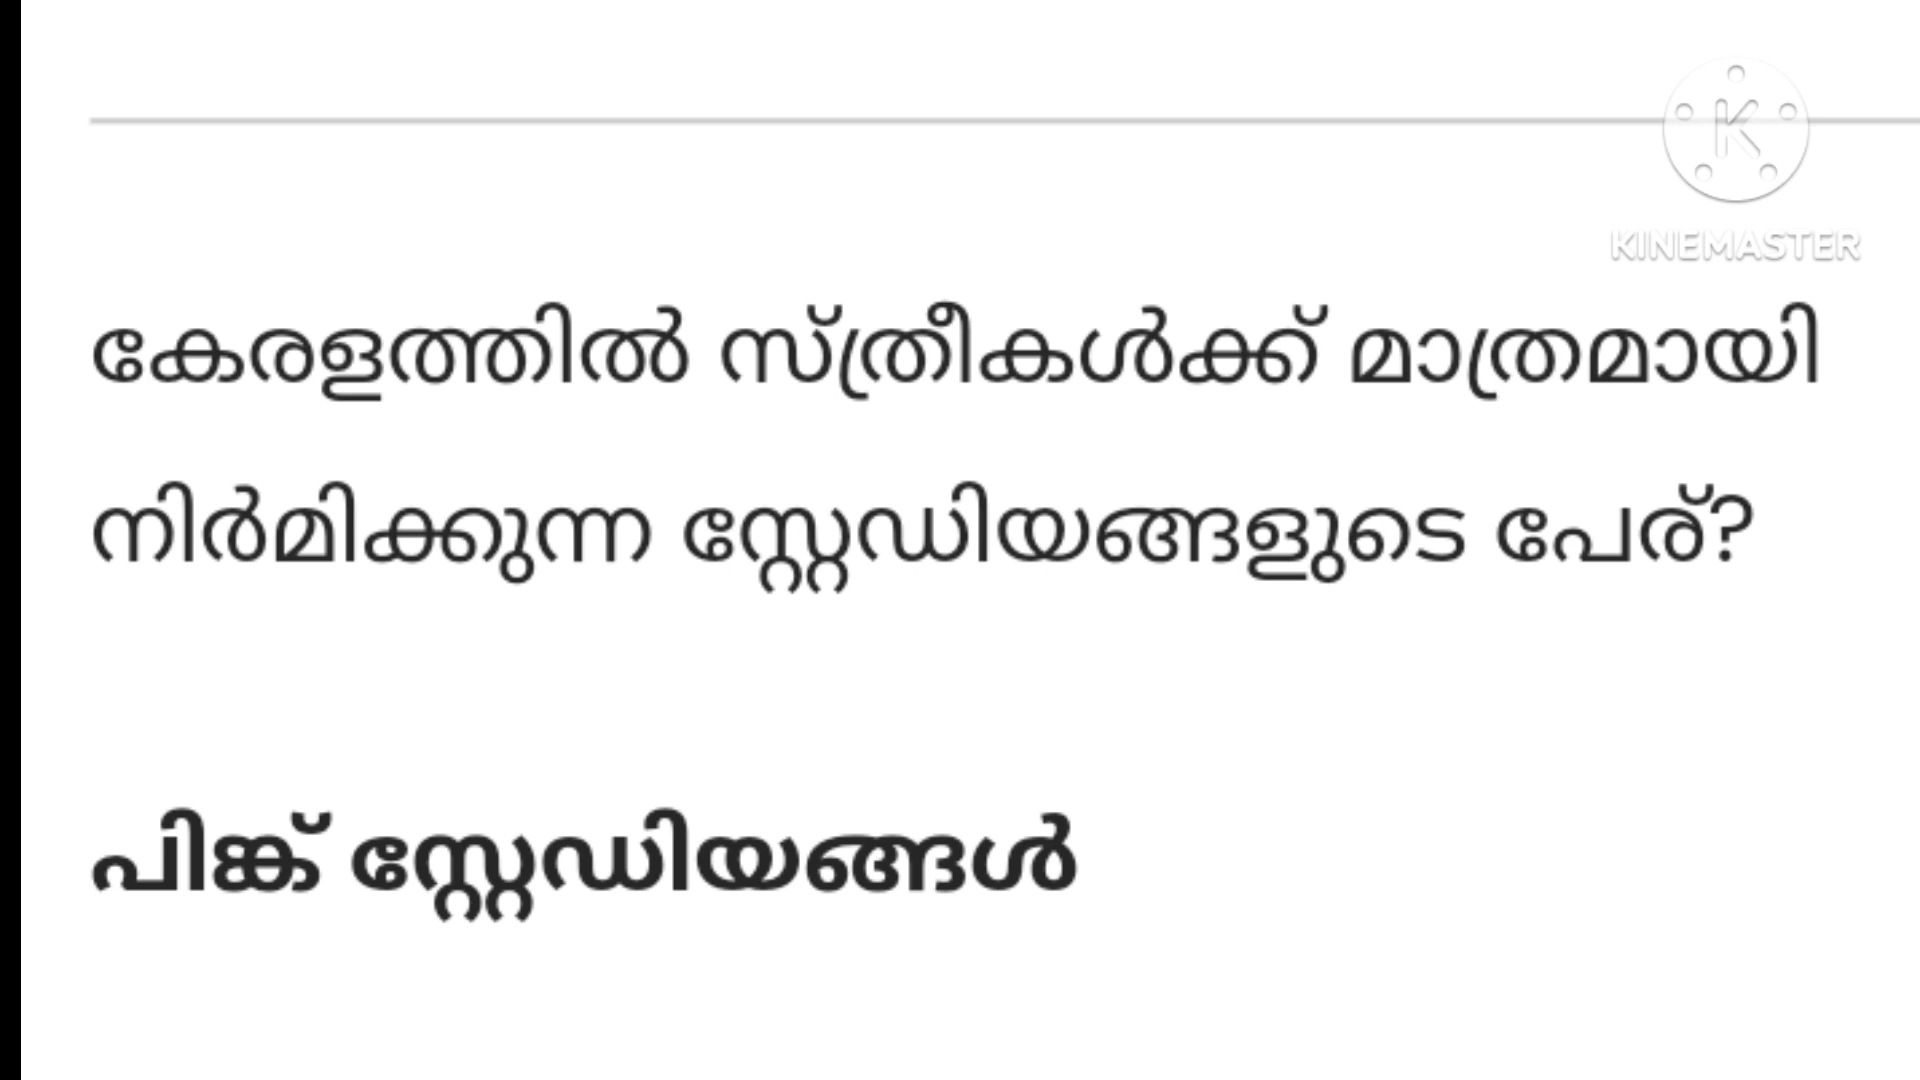 KINEMASTER
കേരളത്തിൽ സ്ത്രീകൾക്ക് മാത്രമായി
നിർമിക്കുന്ന സ്റ്റേഡിയങ്ങളുടെ പേര്?
പിങ്ക് സ്റ്റേഡിയങ്ങൾ